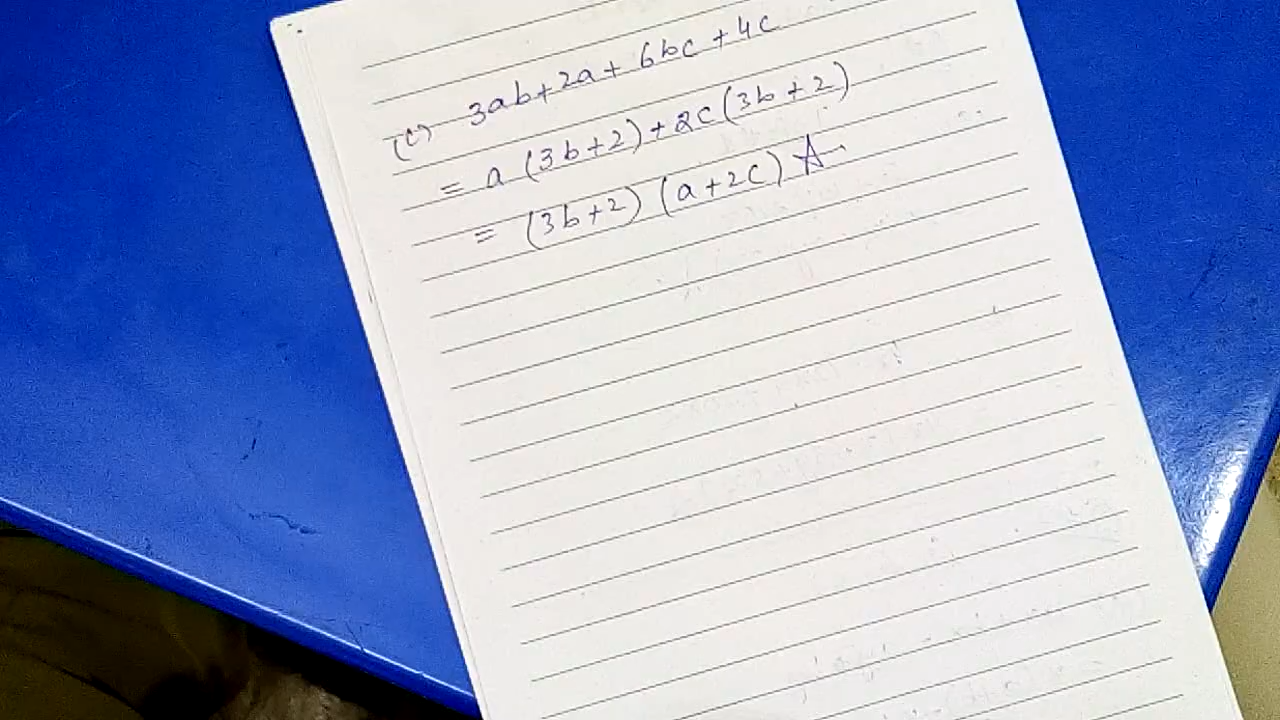 (c) 3ab+2a+6bc+4c
= a (3b+2)+2c(3b+2)
= (3b+2) (a+2c) A